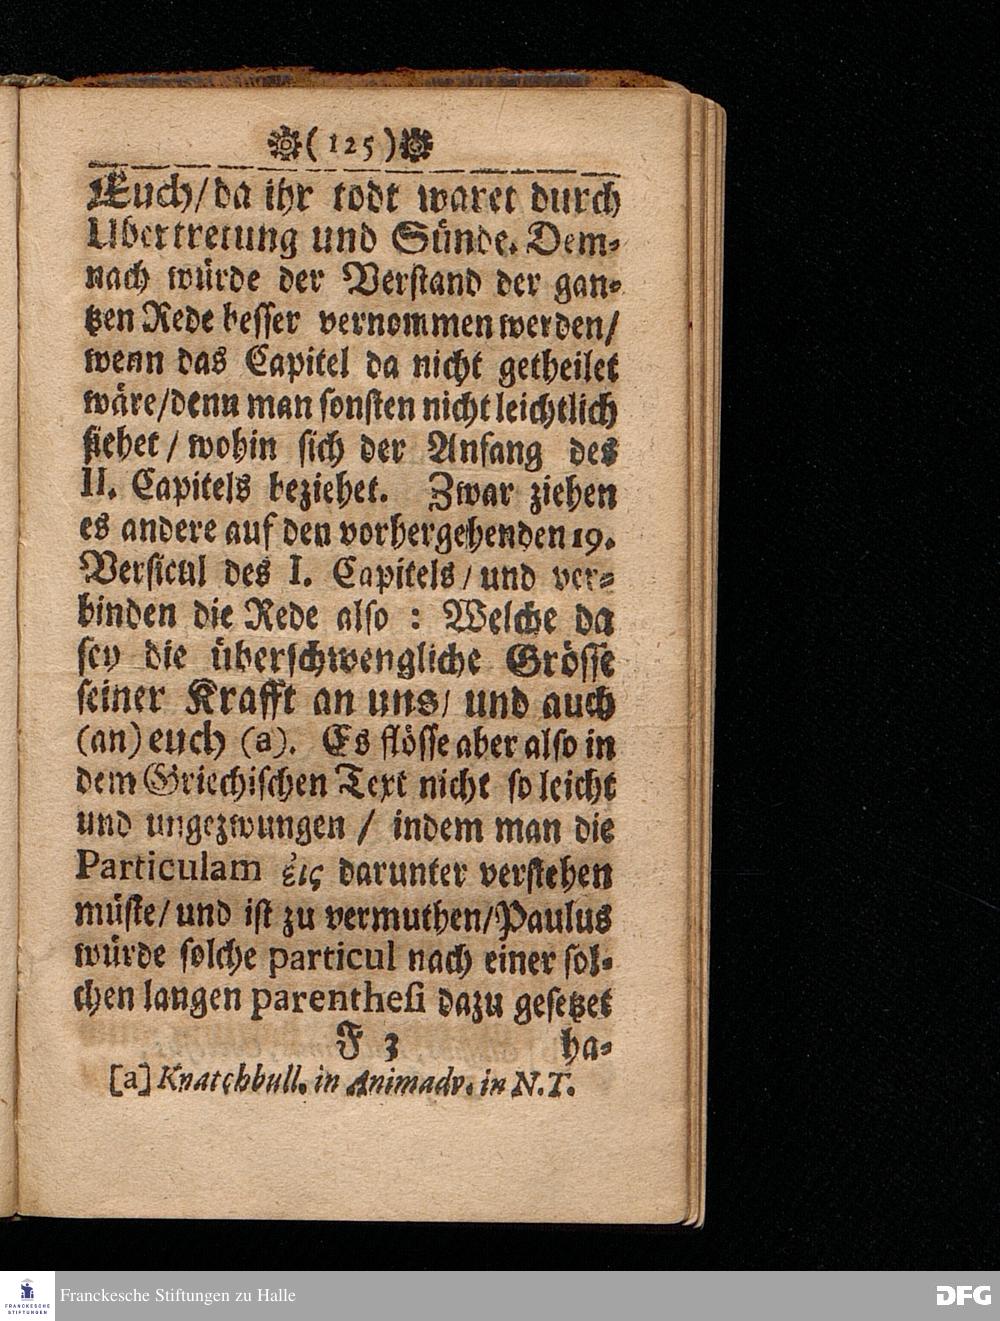 ( 125 )
Euch/da ihr todt waret durch
Ubertretung und Sünde. Dem-
nach würde der Verstand der gan-
tzen Rede besser vernommen werden/
wenn das Capitel da nicht getheilet
wäre/denn man sonsten nicht leichtlich
siehet/ wohin sich der Anfang des
II. Capitels beziehet. Zwar ziehen
es andere auf den vorhergehenden 19.
Versicul des I. Capitels/ und ver-
binden die Rede also : Welche da
sey die überschwengliche Grösse
seiner Krafft an uns/ und auch
(an) euch (a). Es flösse aber also in
dem Griechischen Text nicht so leicht
und ungezwungen / indem man die
Particulam ἐις darunter verstehen
müste/ und ist zu vermuthen/Paulus
würde solche particul nach einer sol-
chen langen parenthesi dazu gesetzet
F 3 ha-
[a] Knatchbull. in Animadv. in N.T.
FRANCKESCHE STIFTUNGEN
Franckesche Stiftungen zu Halle
DFG